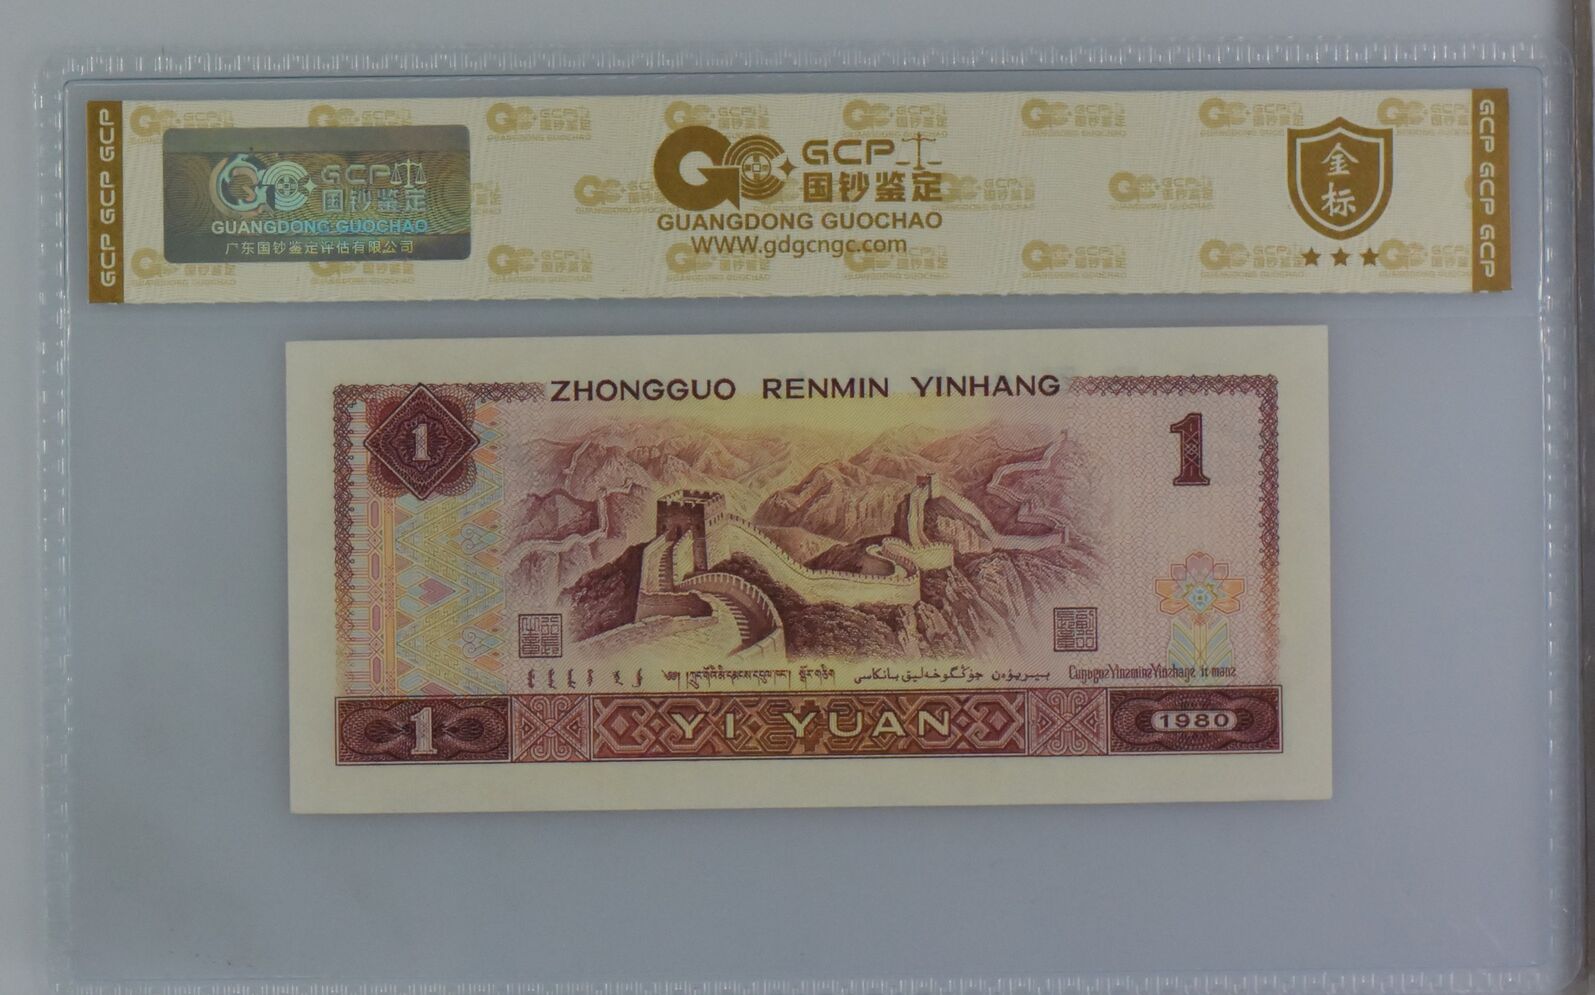 GCP GCP GCP
GCP
国钞鉴定
GUANGDONG GUOCHAO
广东国钞鉴定评估有限公司
GCP
国钞鉴定
GUANGDONG GUOCHAO
WWW.gdgcngc.com
金标
GCP GCP GCP
ZHONGGUO RENMIN YINHANG
1
1
1 YI YUAN 1980